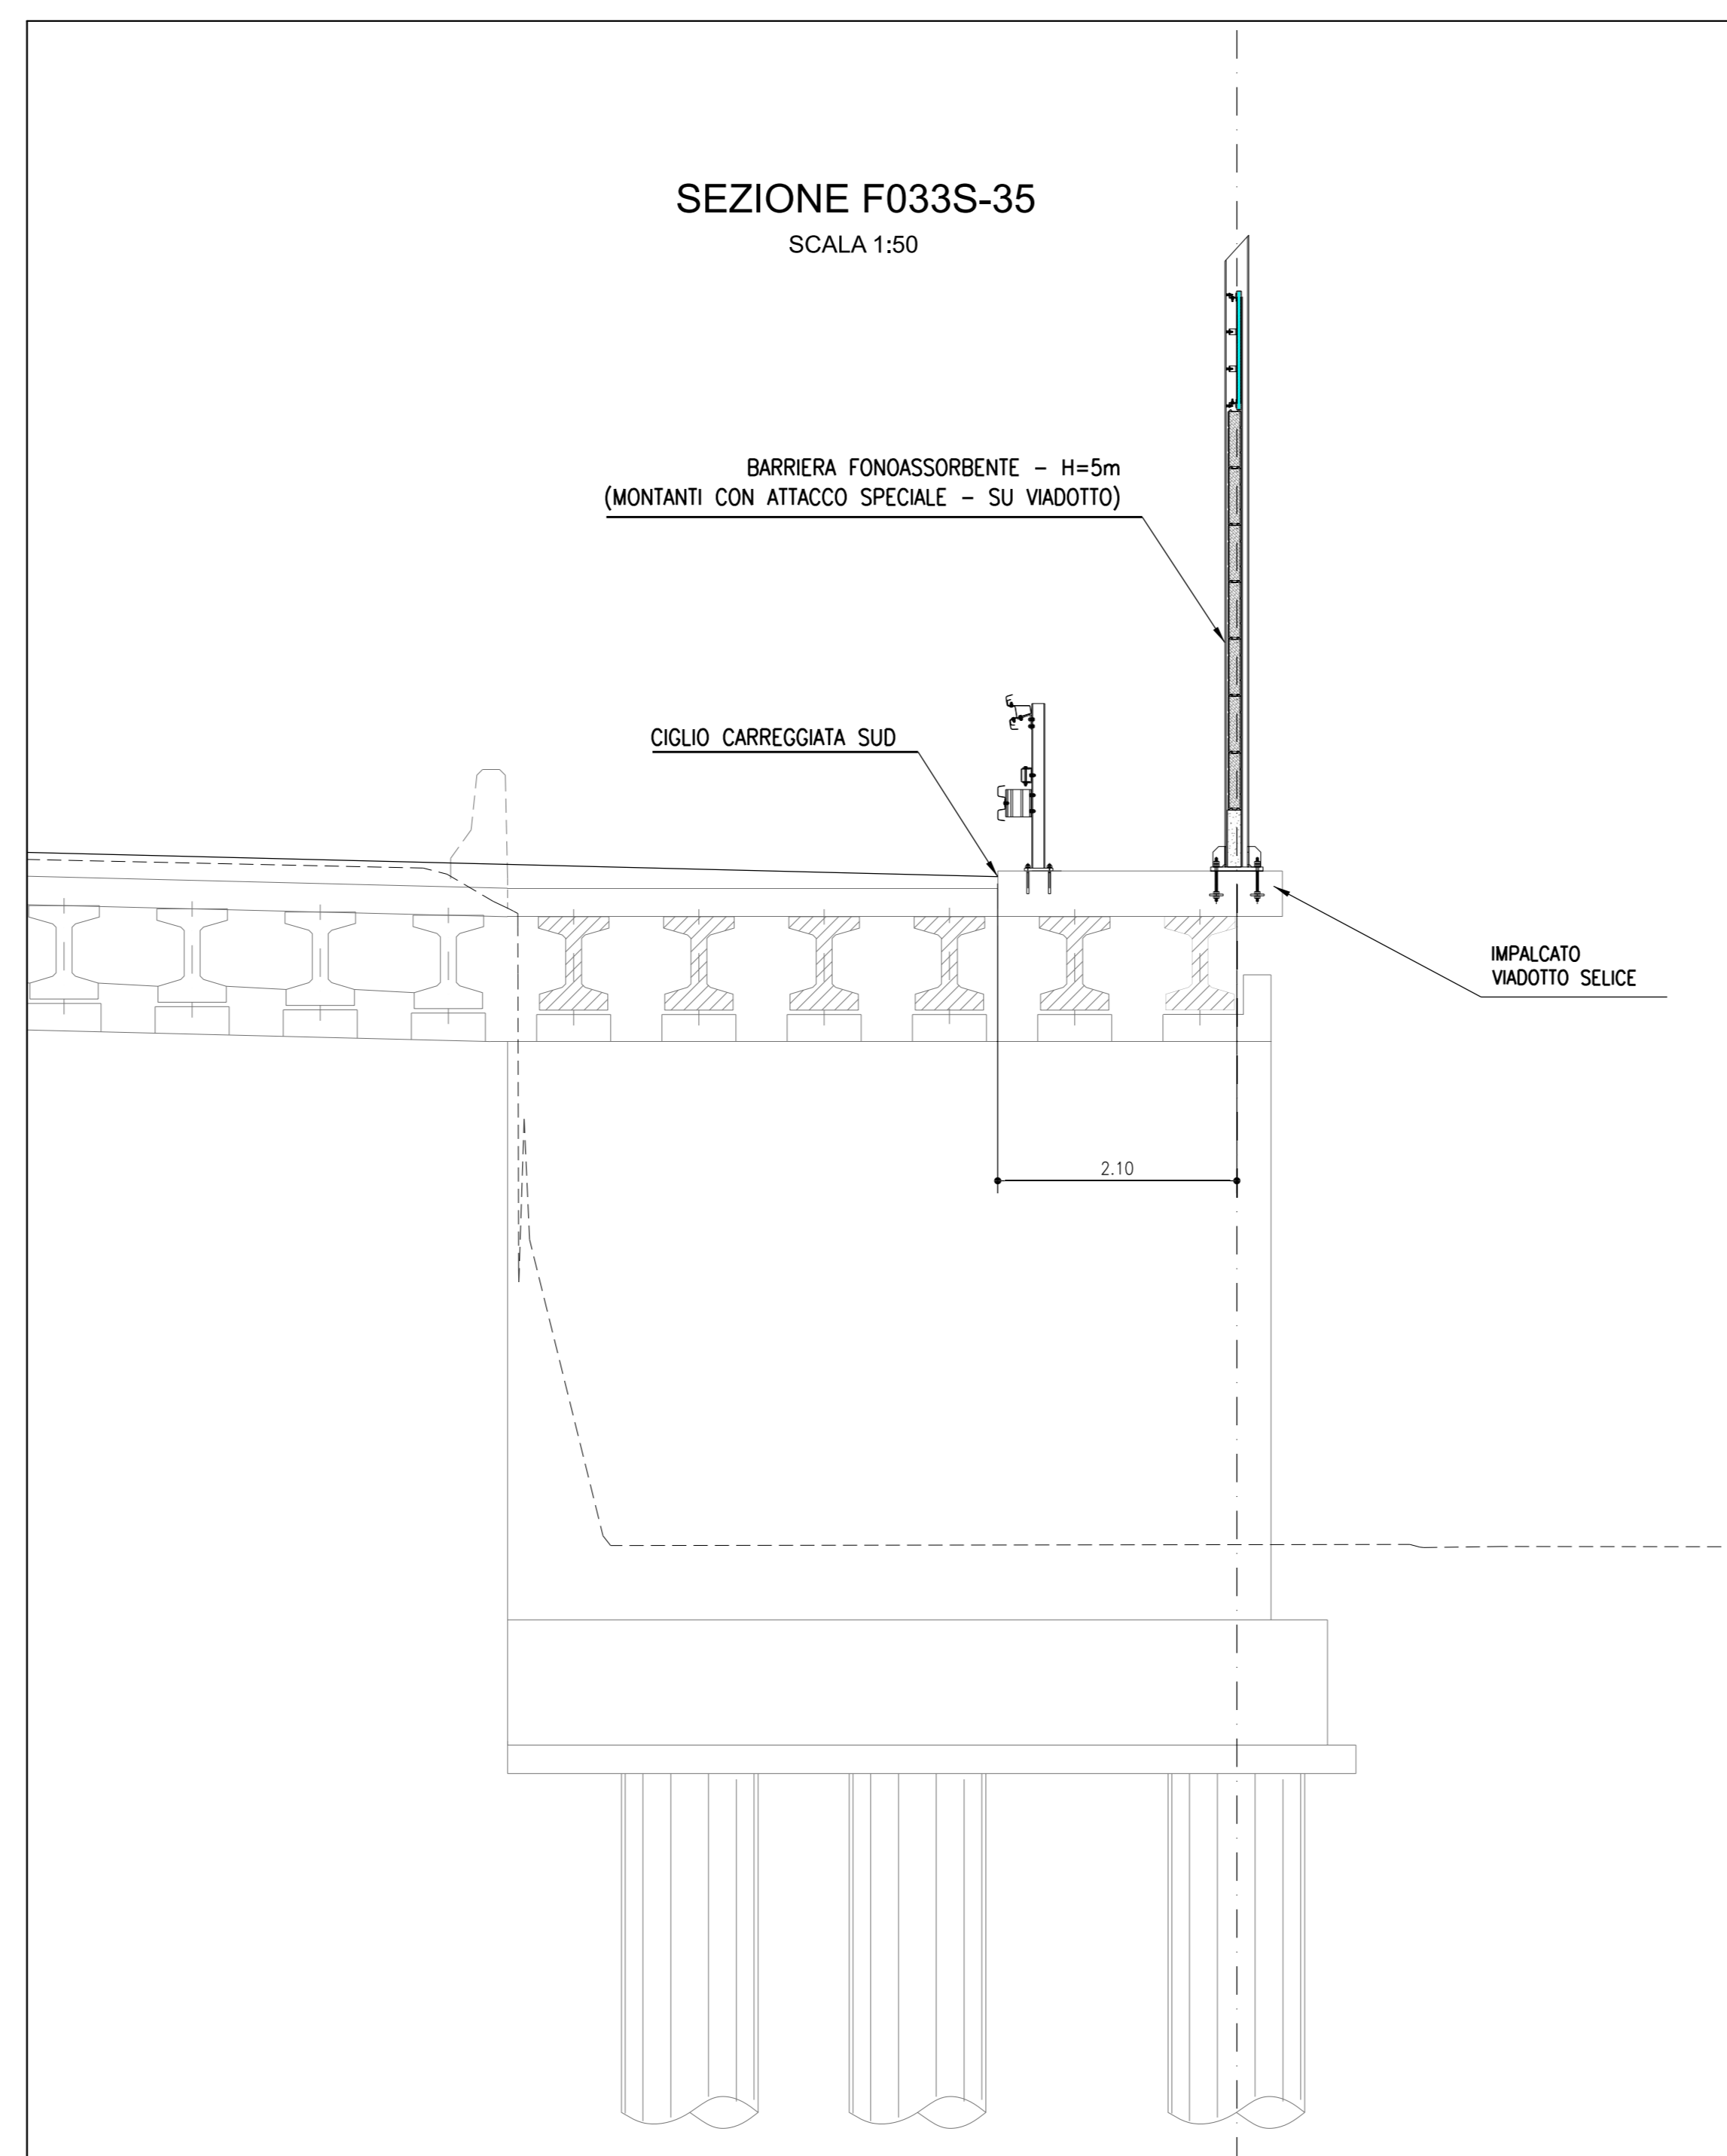 SEZIONE F033S-35
SCALA 1:50
BARRIERA FONOASSORBENTE - H=5m
(MONTANTI CON ATTACCO SPECIALE - SU VIADOTTO)
CIGLIO CARREGGIATA SUD
IMPALCATO
VIADOTTO SELICE
2.10